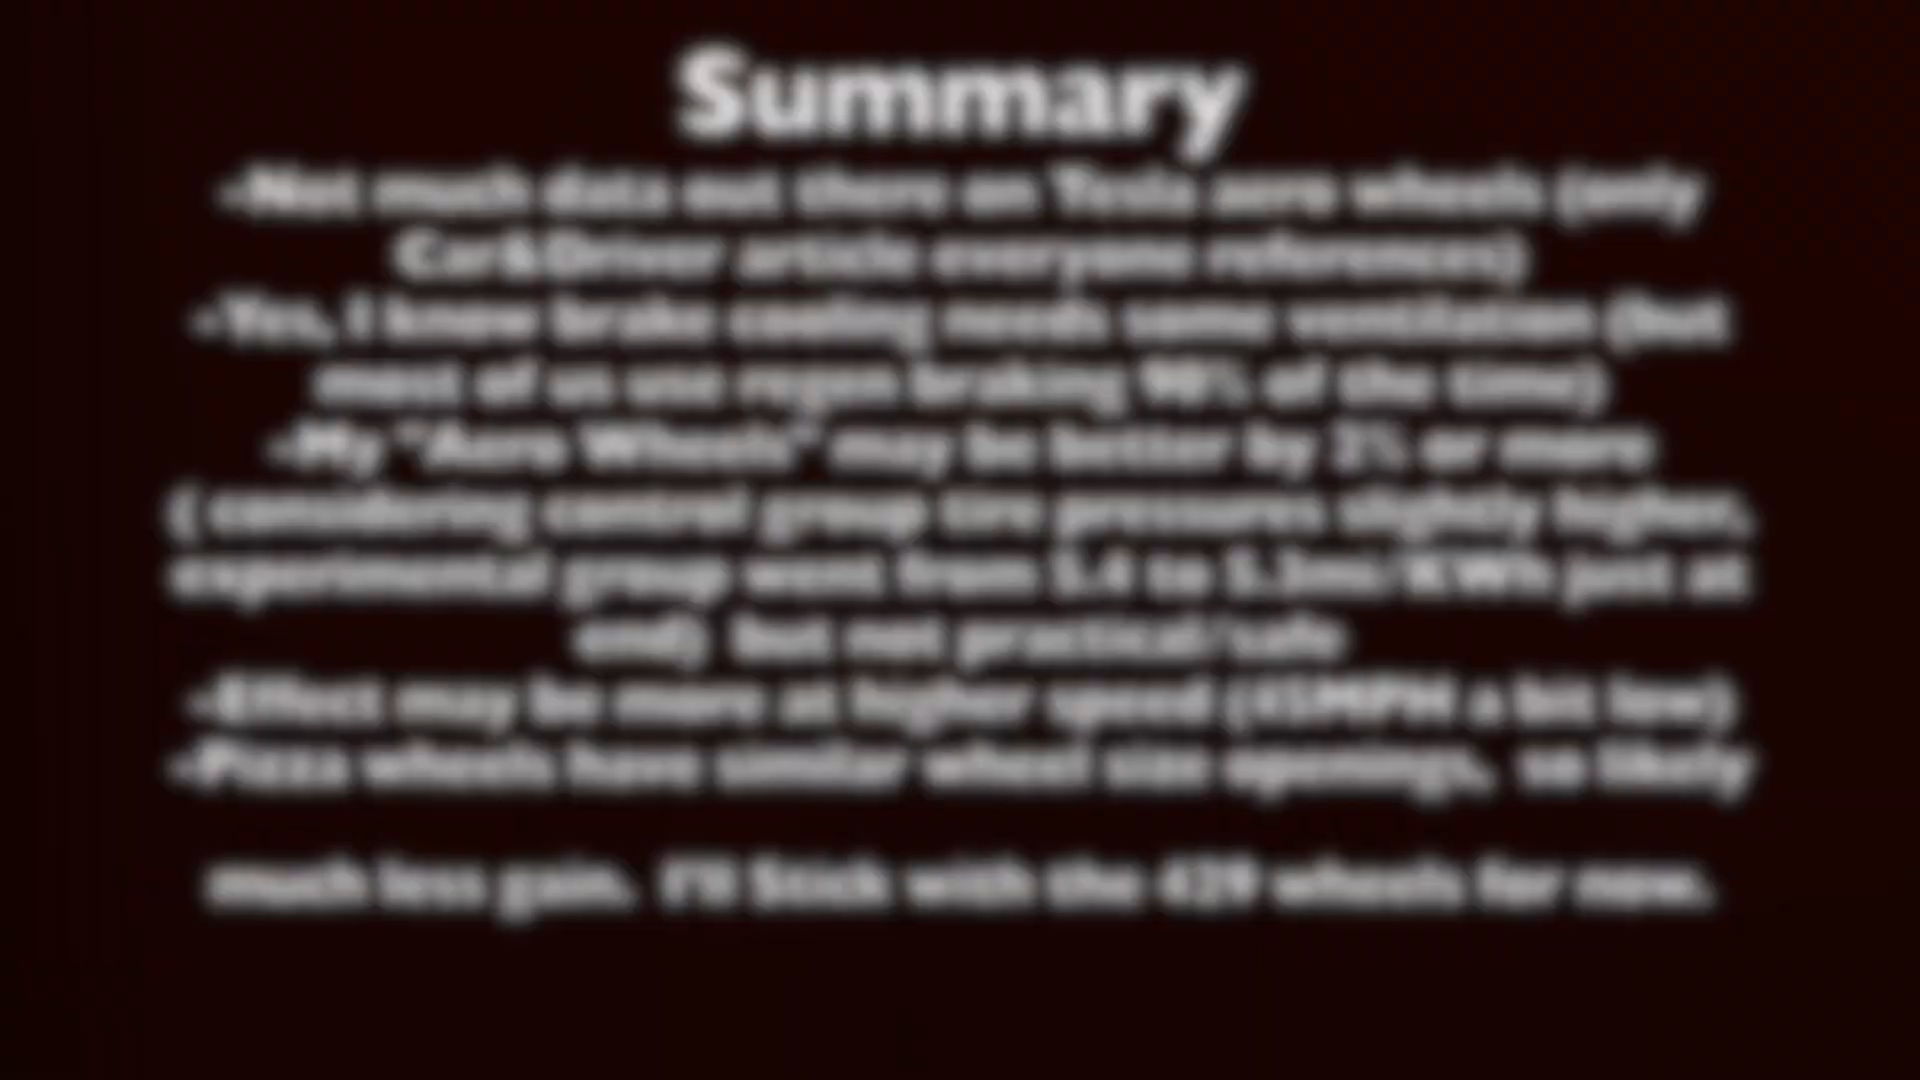 Summary
-Not much data out there on Tesla aero wheels (only
Car&Driver article everyone references)
-Yes, I know brake cooling needs some ventilation (but
most of us use regen braking of the time)
-My "Aero Wheels" may be better by or more
( considering control group tire pressures slightly higher,
experimental group went from 5.4 to just at
end) but not practical/safe
-Effect may be more at higher speed (45MPH a bit low)
-Pizza wheels have similar wheel size openings, so likely
much less gain. I'll Stick with the wheels for now.